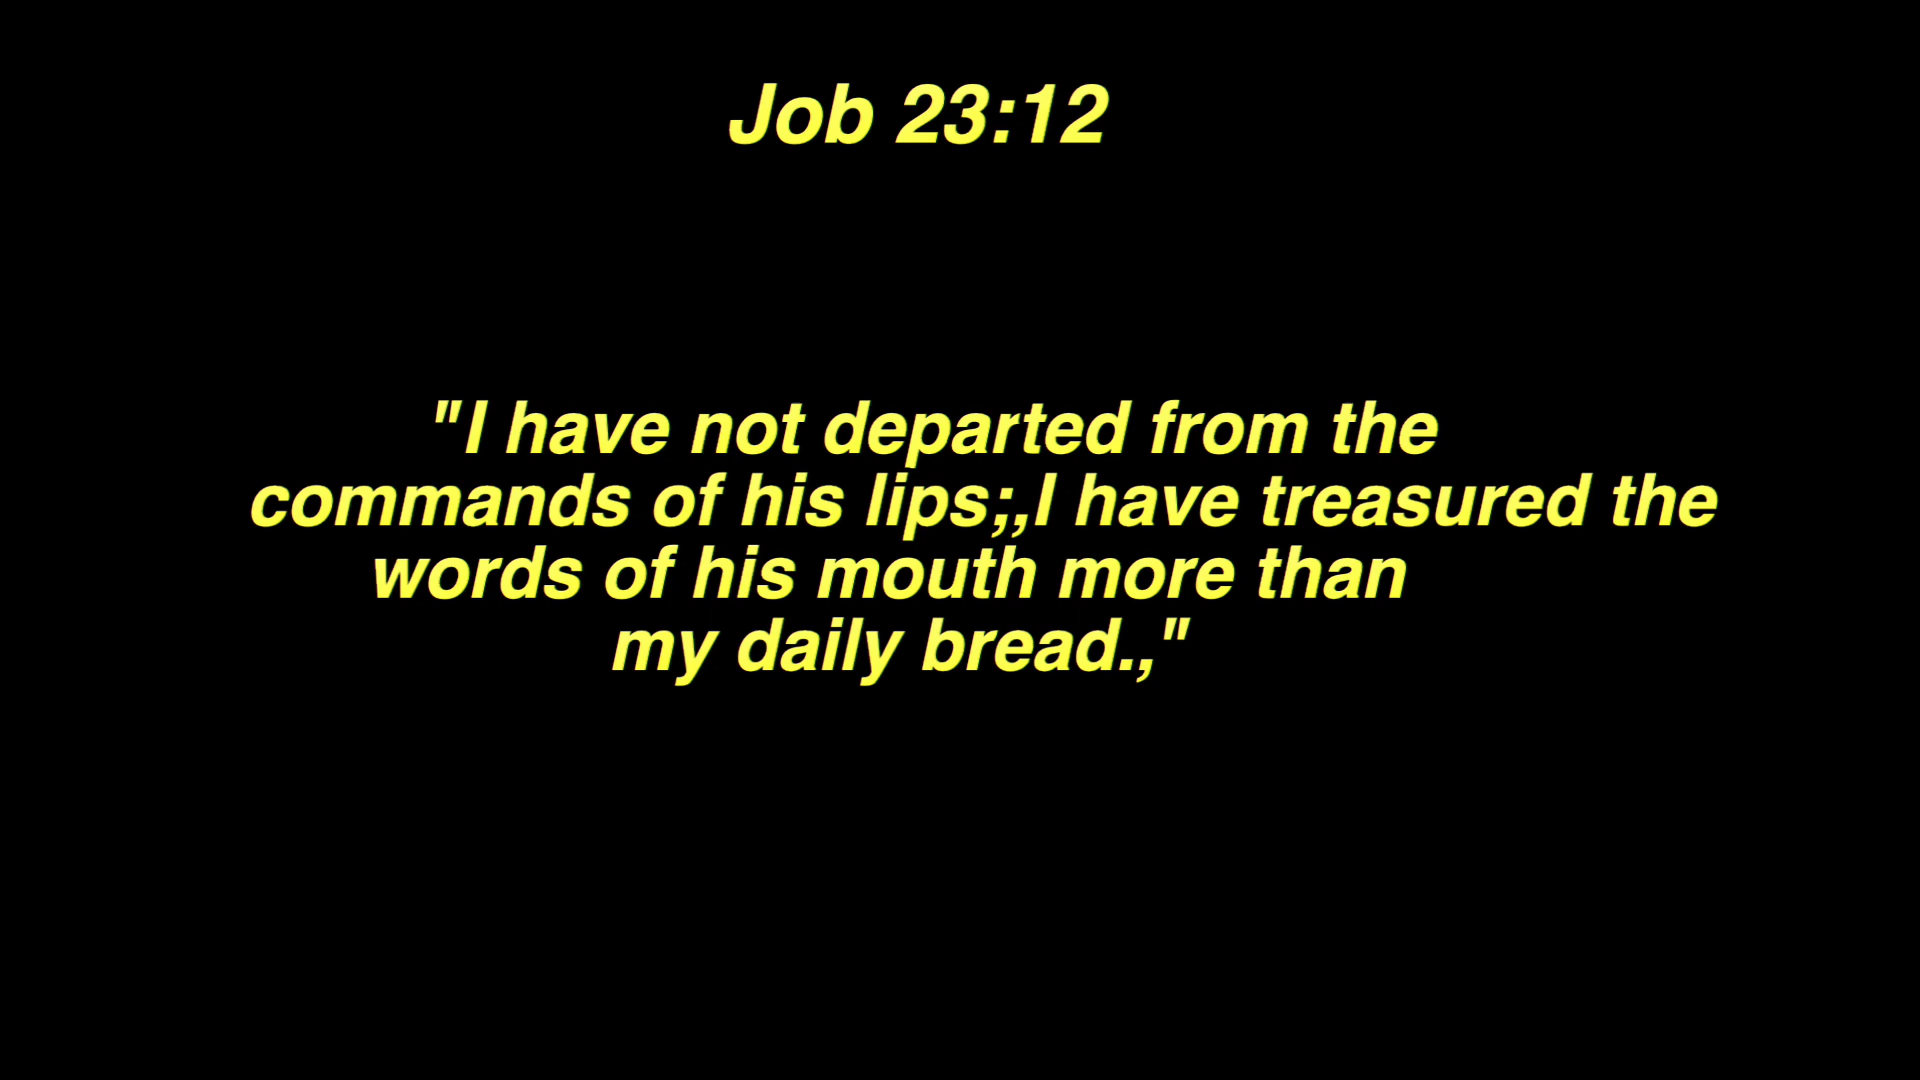 Job 23:12
"I have not departed from the
commands of his lips;,I have treasured the
words of his mouth more than
my daily bread.,"